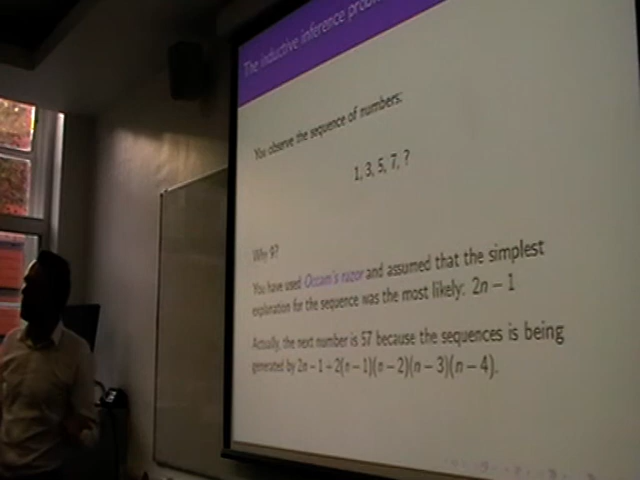 The inductive inference problem
You observe the sequence of numbers:
1, 3, 5, 7, ?
Why 9?
You have used Occam's razor and assumed that the simplest
explanation for the sequence was the most likely: 2n − 1
Actually, the next number is 57 because the sequences is being
generated by 2n − 1 + 2(n − 1)(n − 2)(n − 3)(n − 4).